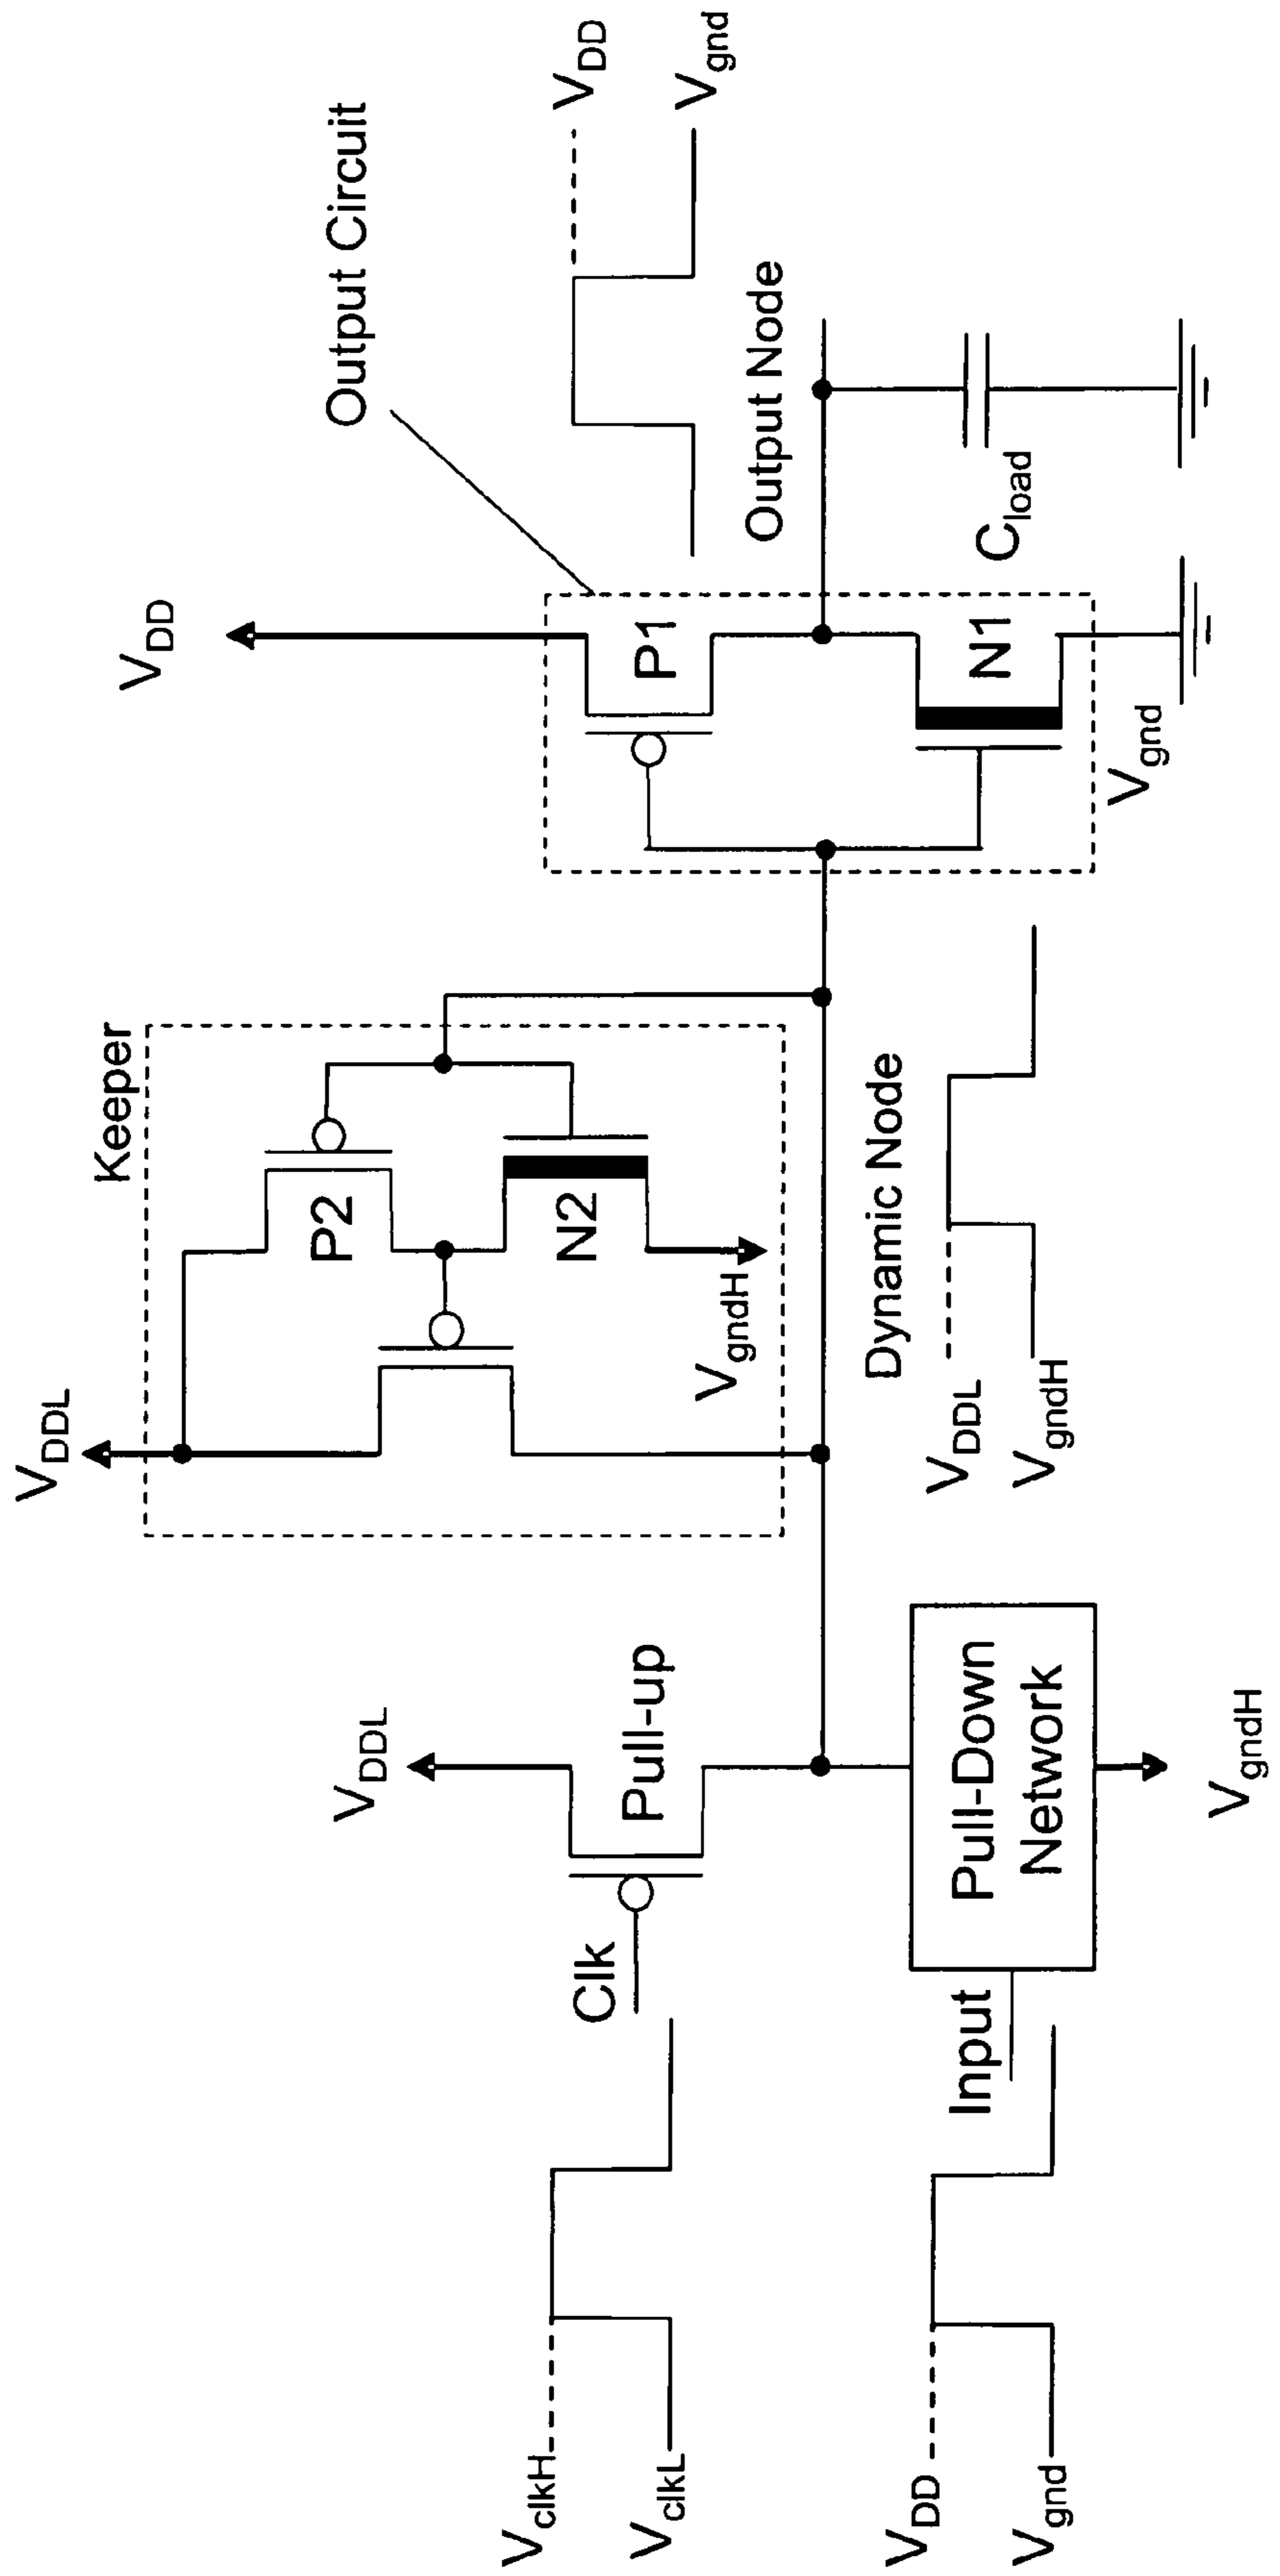 V_DDL
Keeper
P2
N2
V_gndH
V_DD
Output Circuit
V_DD
V_gnd
P1
Output Node
N1
C_load
V_gnd
V_clkH
V_clkL
Clk
V_DDL
Pull-up
Dynamic Node
V_DDL
V_gndH
V_DD
V_gnd
Input
Pull-Down
Network
V_gndH